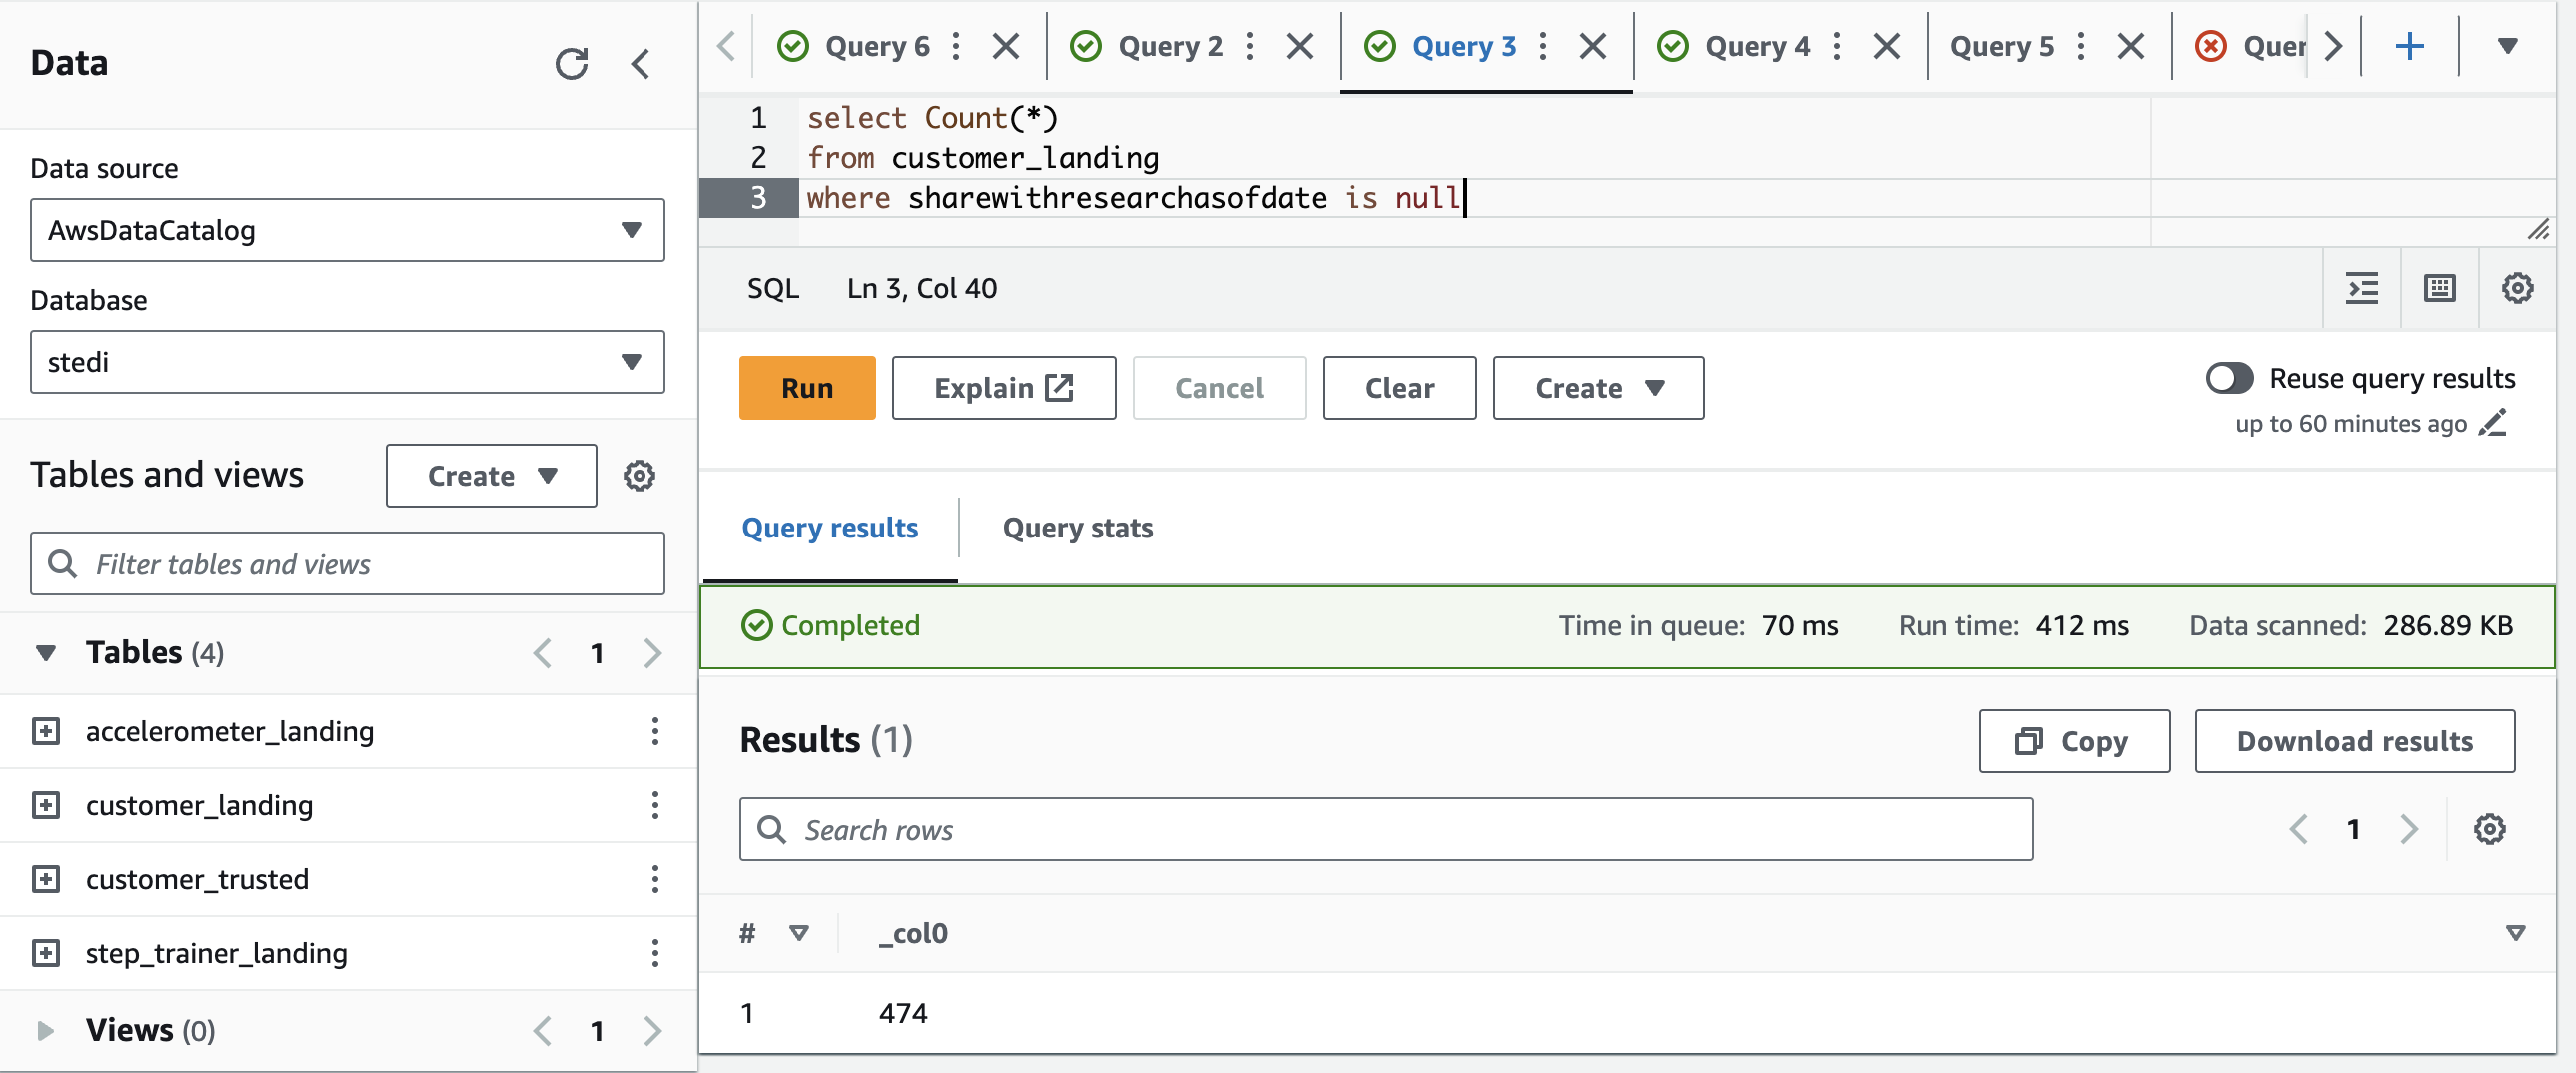 Data
Data source
AwsDataCatalog
Database
stedi
Tables and views
Create
Filter tables and views
Tables (4)
1
accelerometer_landing
customer_landing
customer_trusted
step_trainer_landing
Views (0)
1
Query 6
Query 2
Query 3
Query 4
Query 5
Quer
1 select Count(*)
2 from customer_landing
3 where sharewithresearchasofdate is null
SQL Ln 3, Col 40
Run
Explain
Cancel
Clear
Create
Reuse query results
up to 60 minutes ago
Query results
Query stats
Completed
Time in queue: 70 ms
Run time: 412 ms
Data scanned: 286.89 KB
Results (1)
Copy
Download results
Search rows
1
# _col0
1 474